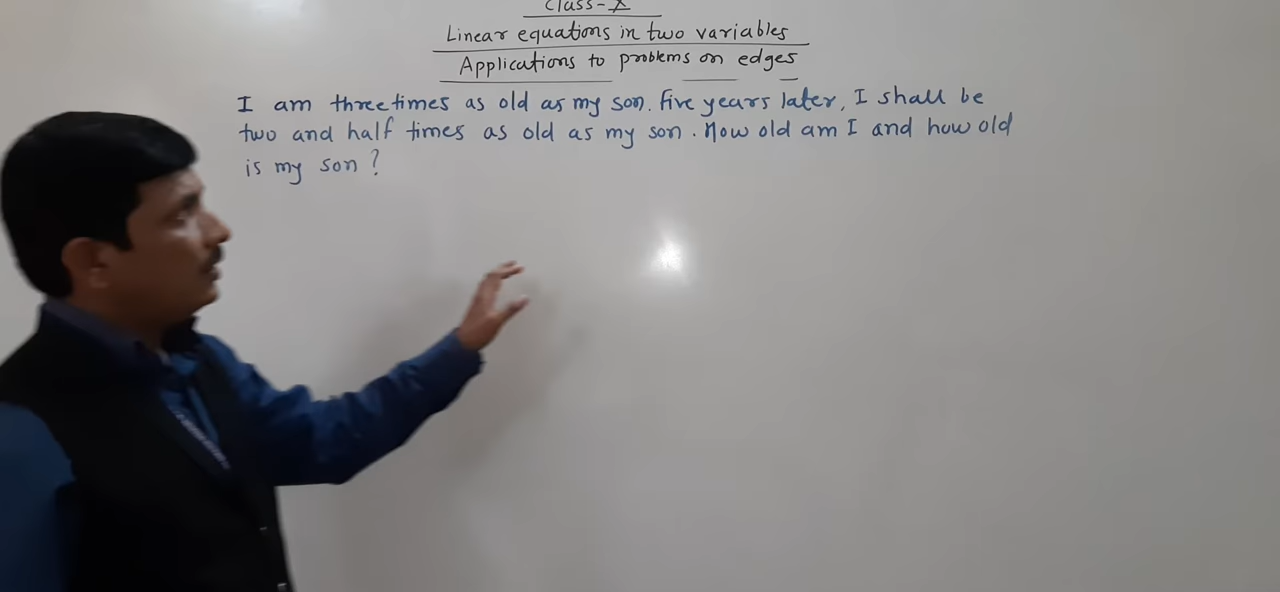 Class-X
Linear equations in two variables
Applications to problems on edges
I am three times as old as my son. Five years later, I shall be
two and half times as old as my son. How old am I and how old
is my son?